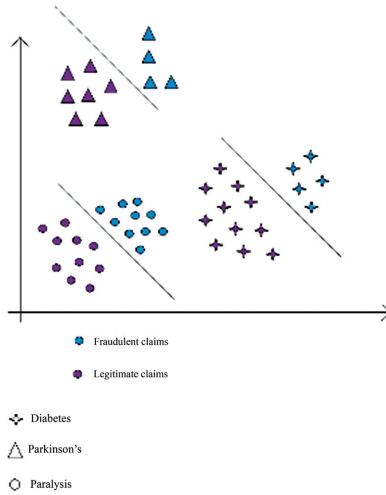 Fraudulent claims
Legitimate claims
Diabetes
Parkinson's
Paralysis